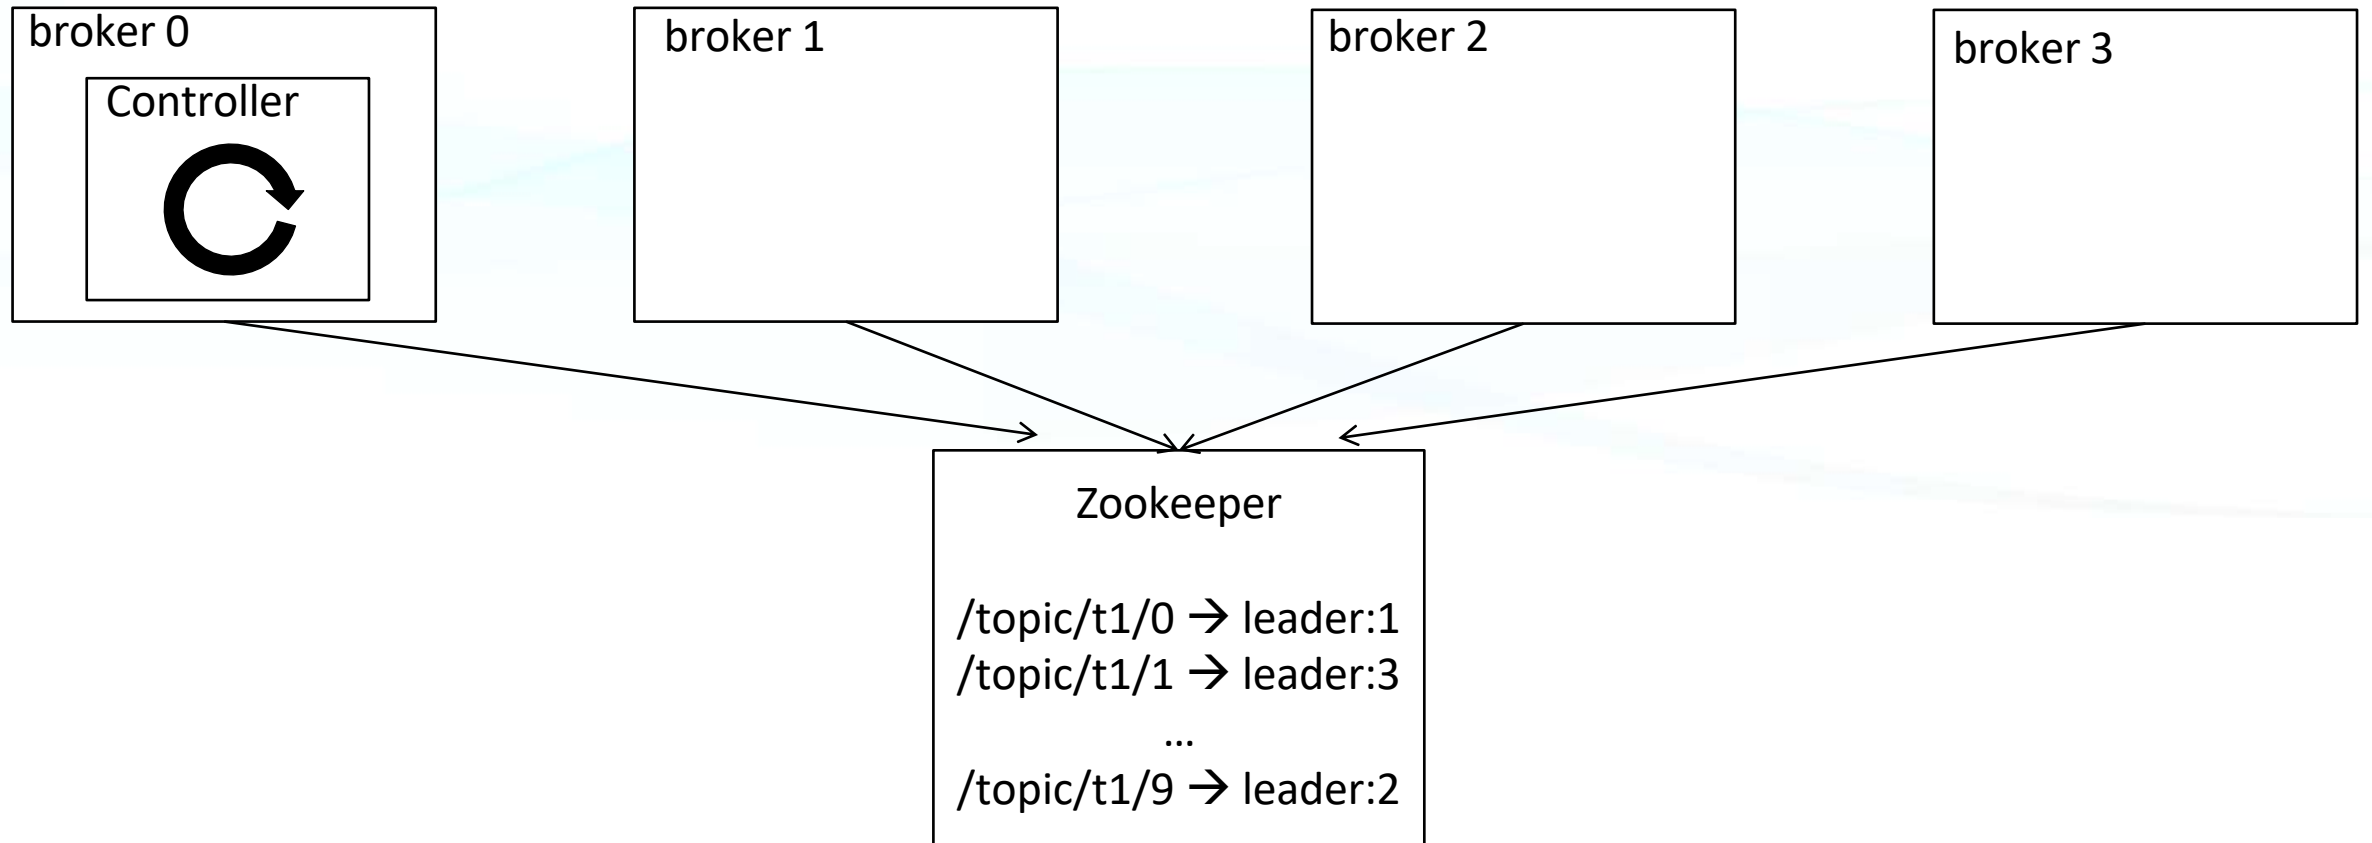 broker 0
Controller
broker 1
broker 2
broker 3
Zookeeper
/topic/t1/0 → leader:1
/topic/t1/1 → leader:3
…
/topic/t1/9 → leader:2